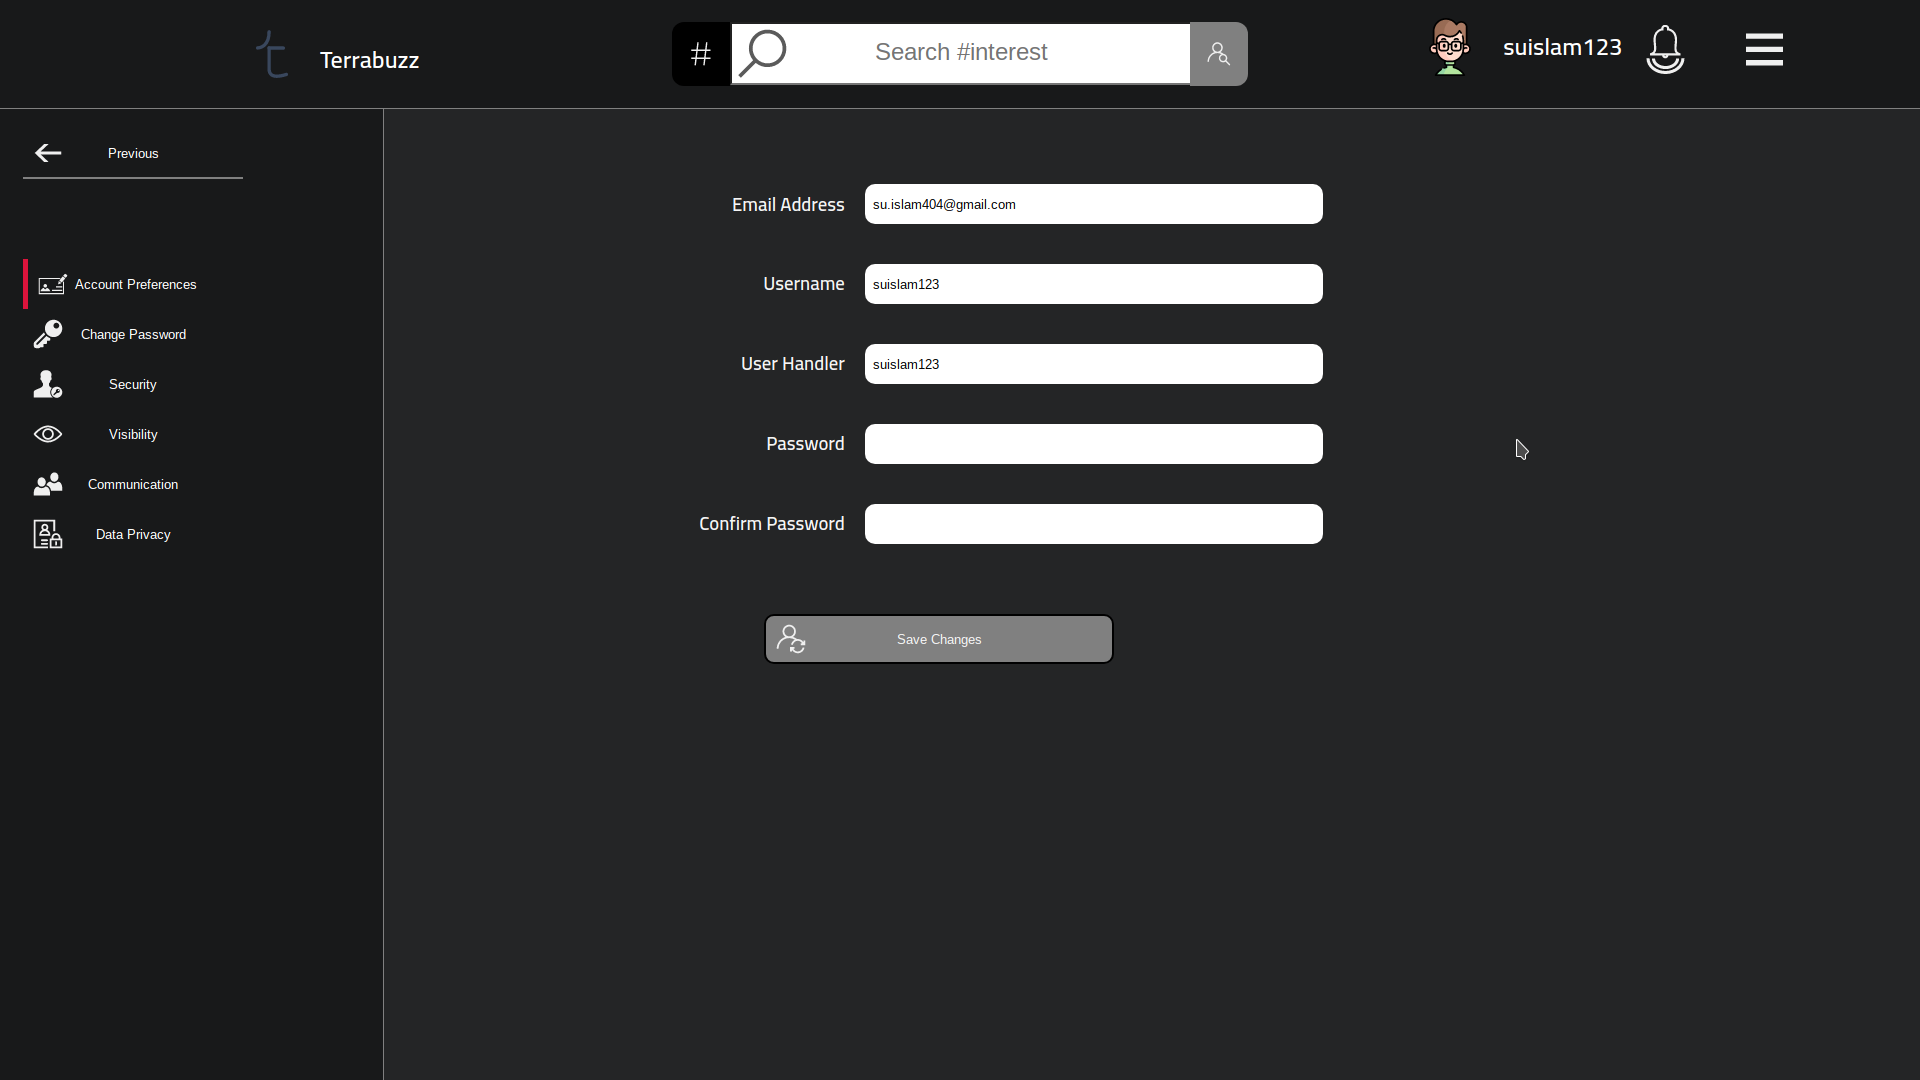 Terrabuzz
# Search #interest
suislam123
Previous
Account Preferences
Change Password
Security
Visibility
Communication
Data Privacy
Email Address su.islam404@gmail.com
Username suislam123
User Handler suislam123
Password
Confirm Password
Save Changes